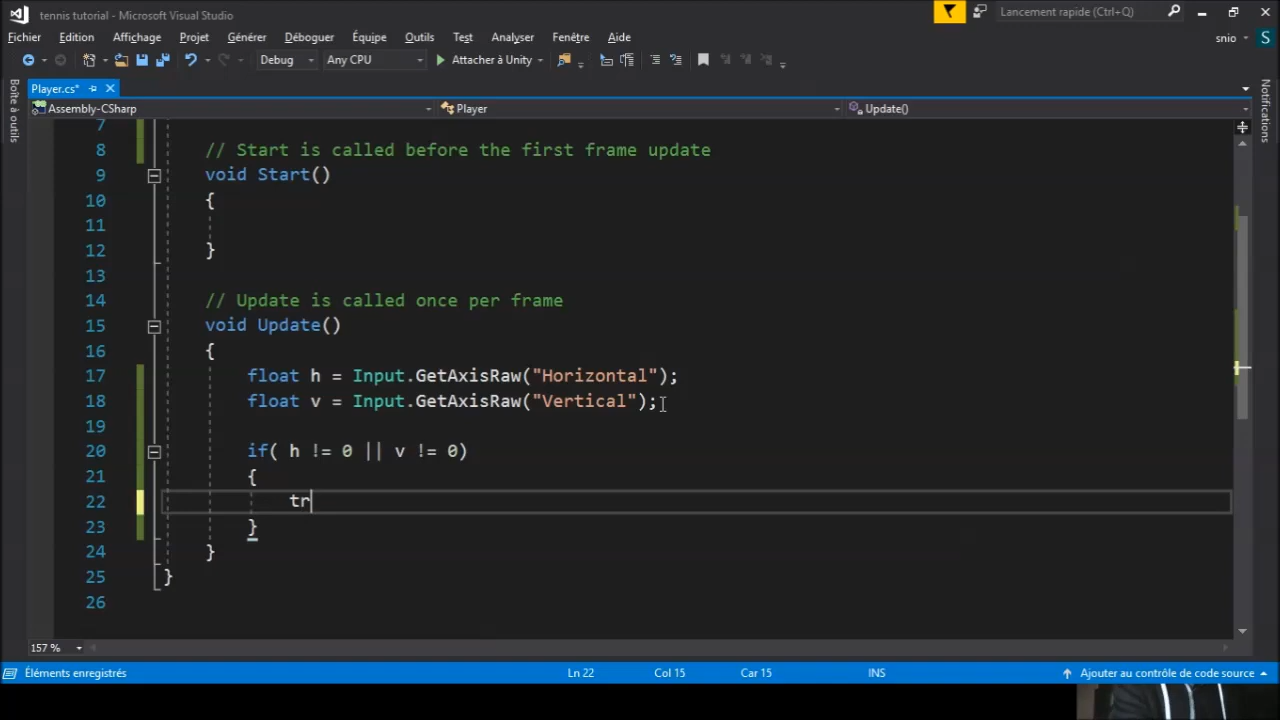 tennis tutorial - Microsoft Visual Studio
Lancement rapide (Ctrl+Q)
Fichier Edition Affichage Projet Générer Déboguer Équipe Outils Test Analyser Fenêtre Aide
snio S
Debug Any CPU Attacher à Unity
Player.cs*
Assembly-CSharp Player Update()
Boîte à outils
Notifications
7
8 // Start is called before the first frame update
9 void Start()
10 {
11
12 }
13
14 // Update is called once per frame
15 void Update()
16 {
17 float h = Input.GetAxisRaw("Horizontal");
18 float v = Input.GetAxisRaw("Vertical");
19
20 if( h != 0 || v != 0)
21 {
22 tr
23 }
24 }
25 }
26
157 %
Éléments enregistrés Ln 22 Col 15 Car 15 INS Ajouter au contrôle de code source